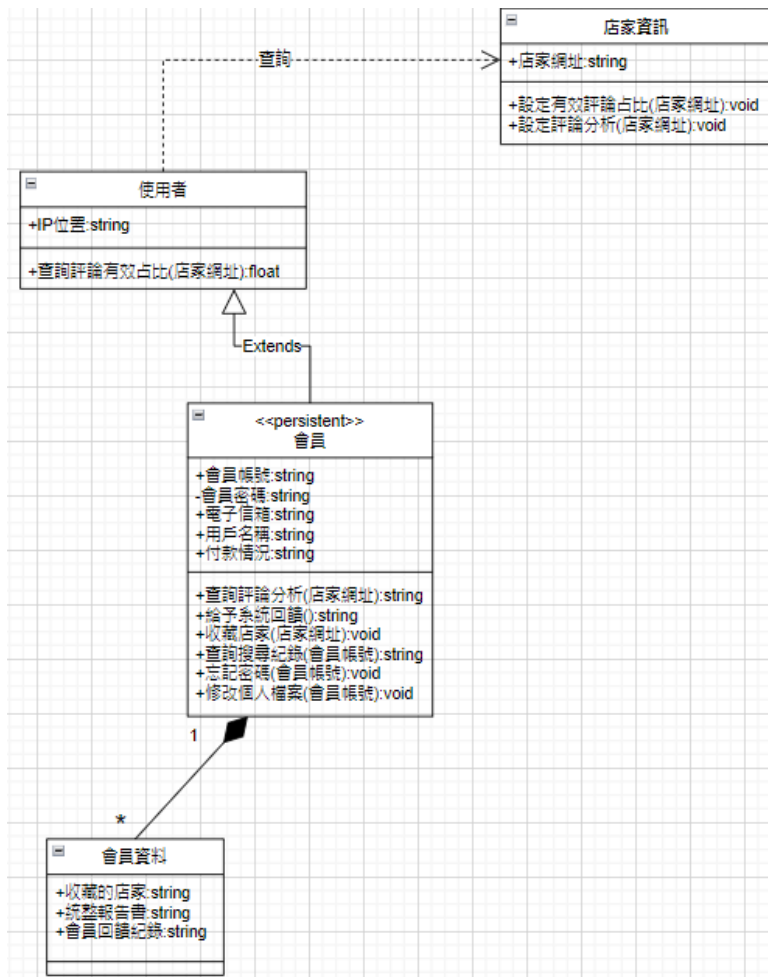 店家資訊
+店家網址:string
+設定有效評論占比(店家網址):void
+設定評論分析(店家網址):void
查詢
使用者
+IP位置:string
+查詢評論有效占比(店家網址):float
Extends
<<persistent>>
會員
+會員帳號:string
-會員密碼:string
+電子信箱:string
+用戶名稱:string
+付款情況:string
+查詢評論分析(店家網址):string
+給予系統回饋():string
+收藏店家(店家網址):void
+查詢搜尋紀錄(會員帳號):string
+忘記密碼(會員帳號):void
+修改個人檔案(會員帳號):void
1
*
會員資料
+收藏的店家:string
+統整報告書:string
+會員回饋紀錄:string